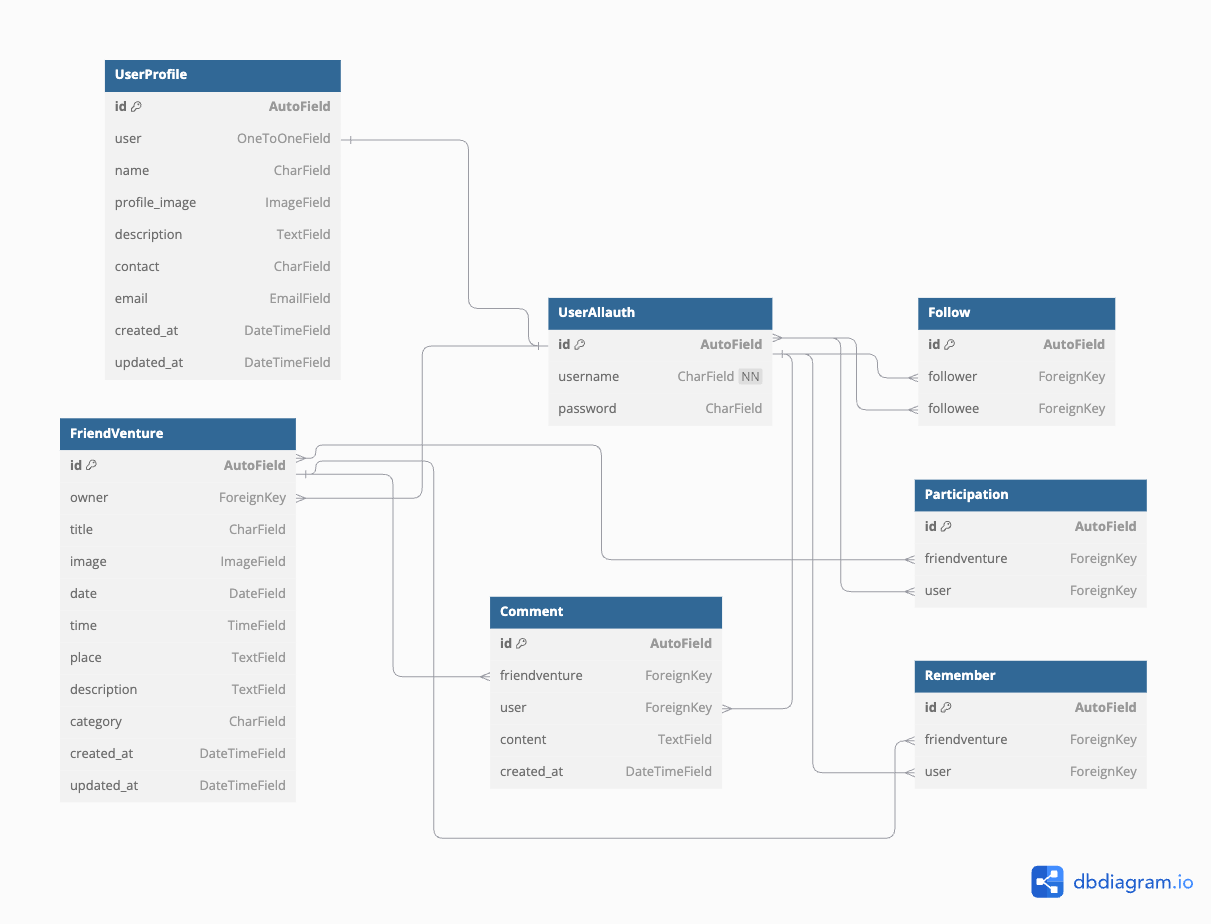 UserProfile
id AutoField
user OneToOneField
name CharField
profile_image ImageField
description TextField
contact CharField
email EmailField
created_at DateTimeField
updated_at DateTimeField
UserAllauth
id AutoField
username CharField NN
password CharField
Follow
id AutoField
follower ForeignKey
followee ForeignKey
FriendVenture
id AutoField
owner ForeignKey
title CharField
image ImageField
date DateField
time TimeField
place TextField
description TextField
category CharField
created_at DateTimeField
updated_at DateTimeField
Participation
id AutoField
friendventure ForeignKey
user ForeignKey
Comment
id AutoField
friendventure ForeignKey
user ForeignKey
content TextField
created_at DateTimeField
Remember
id AutoField
friendventure ForeignKey
user ForeignKey
dbdiagram.io